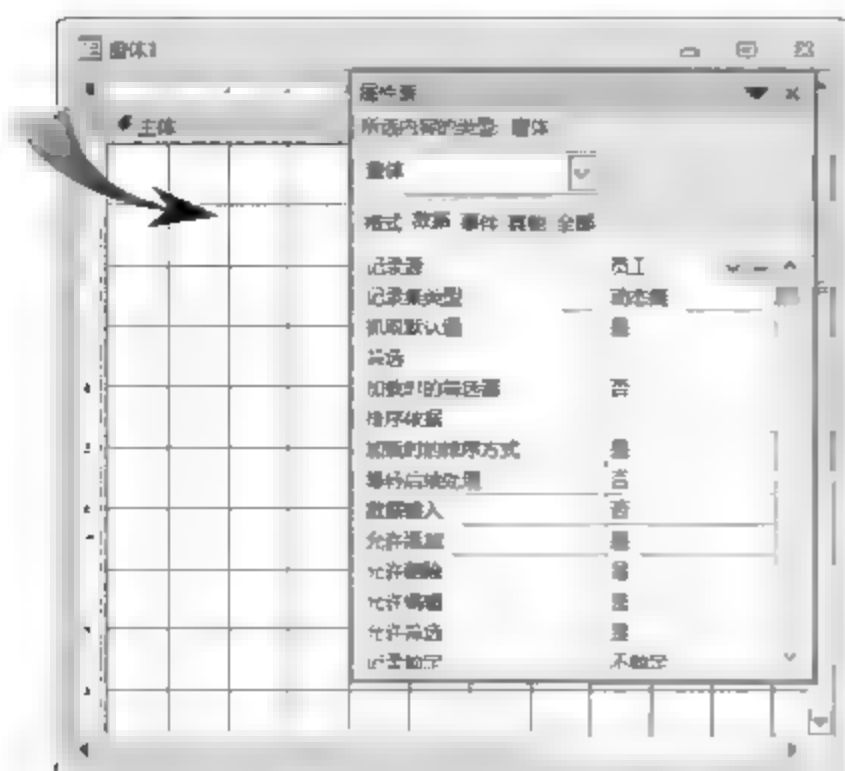 窗体1
属性表
主体
所选内容的类型: 窗体
窗体
格式 数据 事件 其他 全部
记录源 员工
记录集类型 动态集
抓取默认值 是
筛选
加载时的筛选器 否
排序依据
加载时的排序方式 是
等待后续处理 否
数据输入 否
允许添加 是
允许删除 是
允许编辑 是
允许筛选 是
记录锁定 不锁定